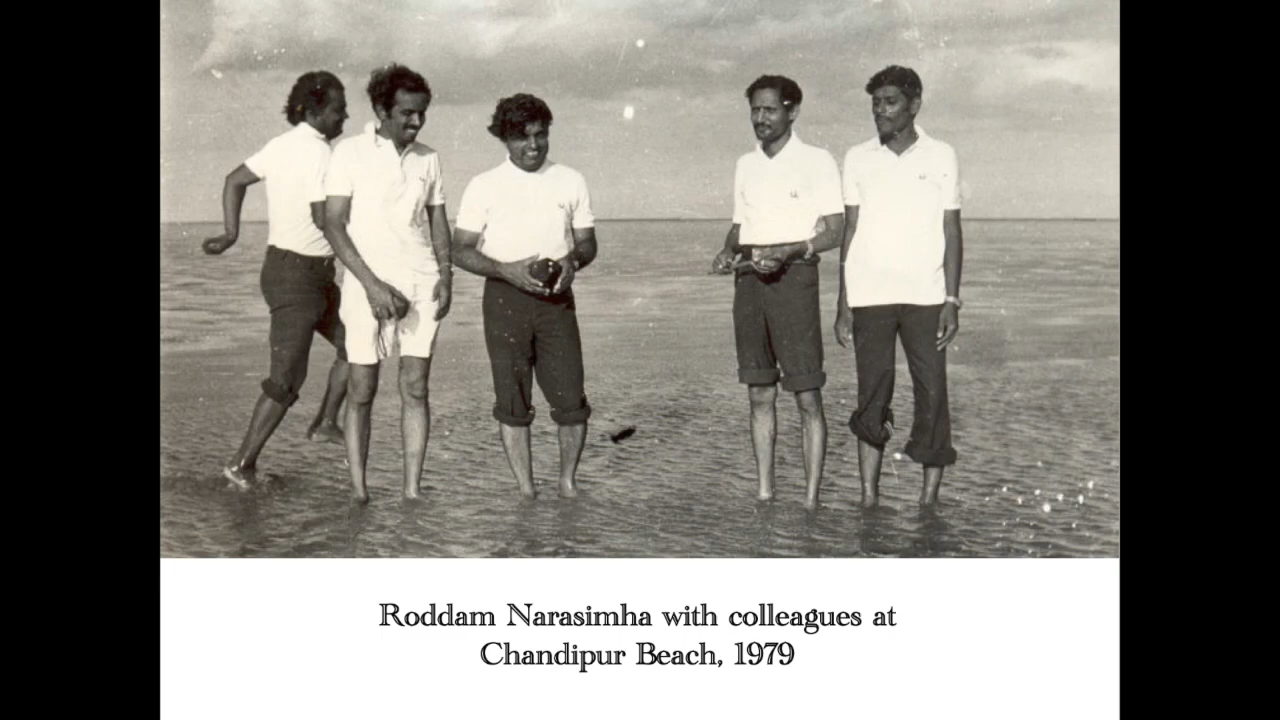 Roddam Narasimha with colleagues at
Chandipur Beach, 1979